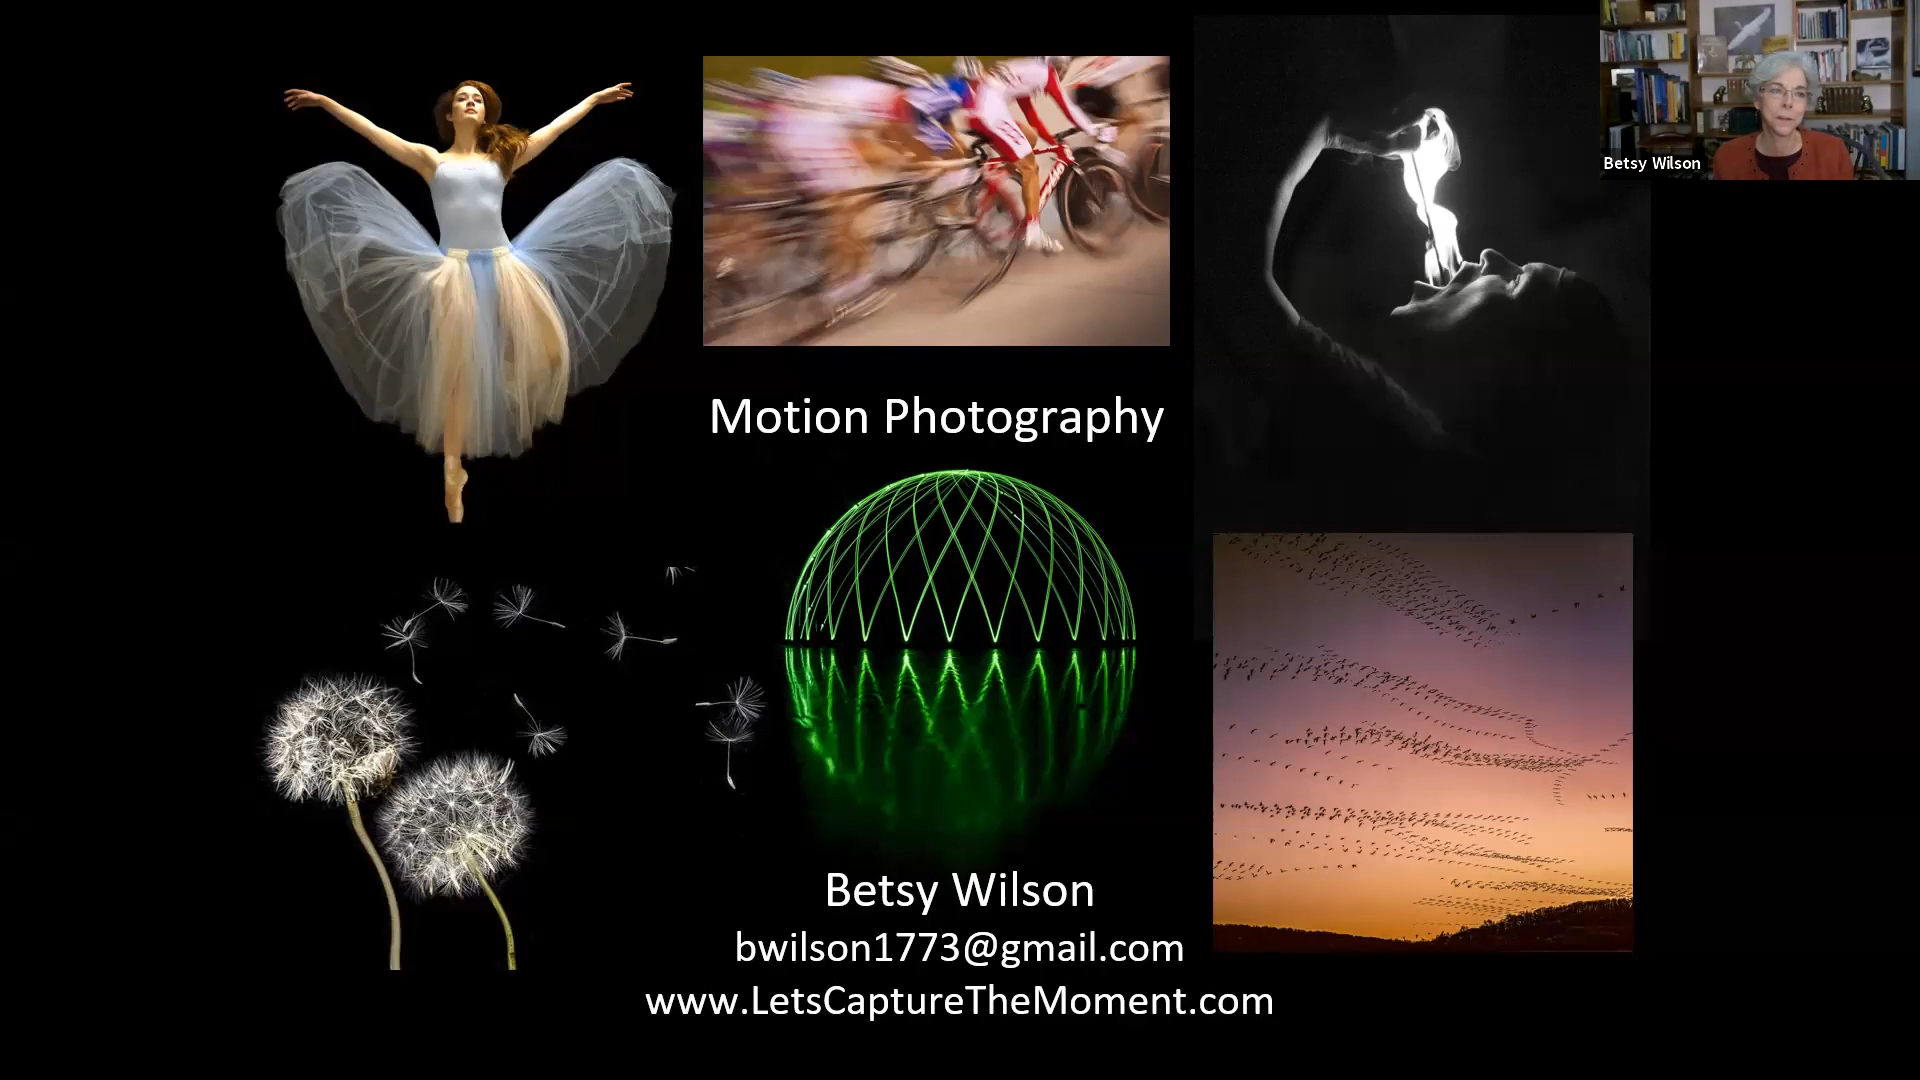 Betsy Wilson
Motion Photography
Betsy Wilson
bwilson1773@gmail.com
www.LetsCaptureTheMoment.com